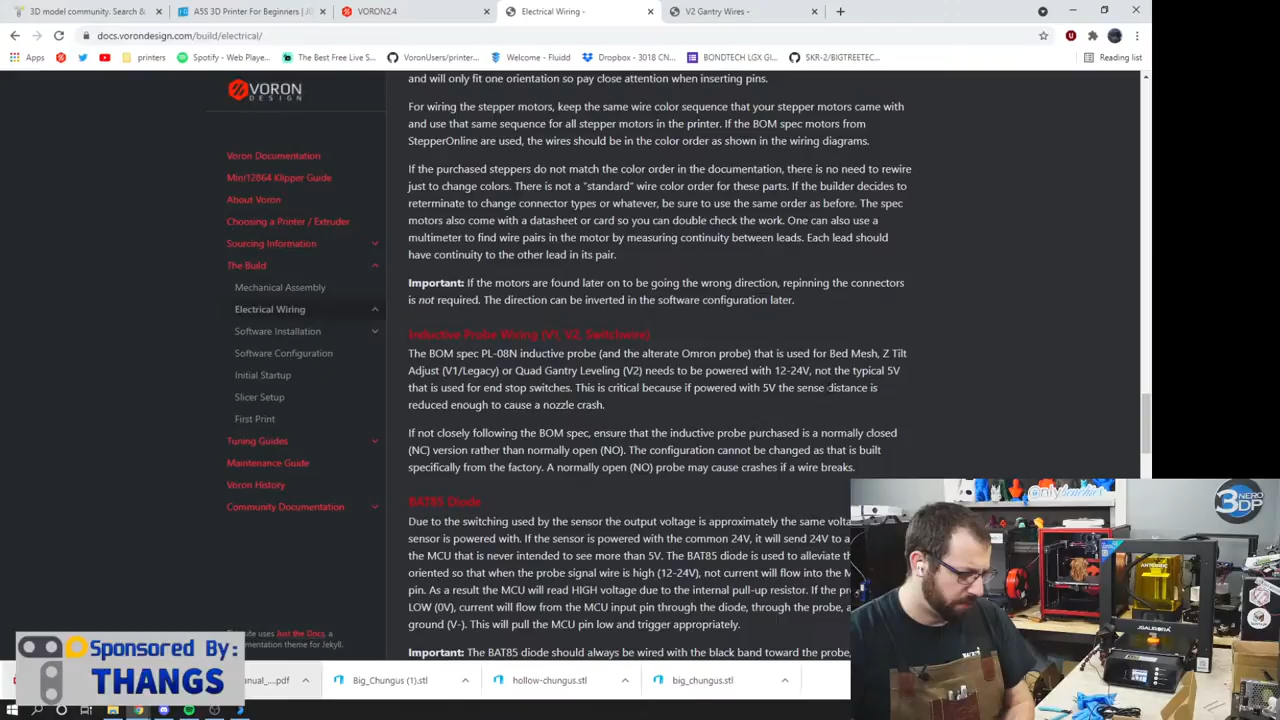 3D model community. Search &
A5S 3D Printer For Beginners | J
VORON2.4
Electrical Wiring -
V2 Gantry Wires -
docs.vorondesign.com/build/electrical/
Apps
printers
Spotify - Web Playe...
The Best Free Live S...
VoronUsers/printer...
Welcome - Fluidd
Dropbox - 3018 CN...
BONDTECH LGX GI...
SKR-2/BIGTREETEC...
Reading list
VORON
DESIGN
Voron Documentation
Mini12864 Klipper Guide
About Voron
Choosing a Printer / Extruder
Sourcing Information
The Build
Mechanical Assembly
Electrical Wiring
Software Installation
Software Configuration
Initial Startup
Slicer Setup
First Print
Tuning Guides
Maintenance Guide
Voron History
Community Documentation
site uses Just the Docs, a
documentation theme for Jekyll.
and will only fit one orientation so pay close attention when inserting pins.
For wiring the stepper motors, keep the same wire color sequence that your stepper motors came with
and use that same sequence for all stepper motors in the printer. If the BOM spec motors from
StepperOnline are used, the wires should be in the color order as shown in the wiring diagrams.
If the purchased steppers do not match the color order in the documentation, there is no need to rewire
just to change colors. There is not a "standard" wire color order for these parts. If the builder decides to
reterminate to change connector types or whatever, be sure to use the same order as before. The spec
motors also come with a datasheet or card so you can double check the work. One can also use a
multimeter to find wire pairs in the motor by measuring continuity between leads. Each lead should
have continuity to the other lead in its pair.
Important: If the motors are found later on to be going the wrong direction, repinning the connectors
is not required. The direction can be inverted in the software configuration later.
Inductive Probe Wiring (V1, V2, Switchwire)
The BOM spec PL-08N inductive probe (and the alterate Omron probe) that is used for Bed Mesh, Z Tilt
Adjust (V1/Legacy) or Quad Gantry Leveling (V2) needs to be powered with 12-24V, not the typical 5V
that is used for end stop switches. This is critical because if powered with 5V the sense distance is
reduced enough to cause a nozzle crash.
If not closely following the BOM spec, ensure that the inductive probe purchased is a normally closed
(NC) version rather than normally open (NO). The configuration cannot be changed as that is built
specifically from the factory. A normally open (NO) probe may cause crashes if a wire breaks.
BAT85 Diode
Due to the switching used by the sensor the output voltage is approximately the same volta
sensor is powered with. If the sensor is powered with the common 24V, it will send 24V to a
the MCU that is never intended to see more than 5V. The BAT85 diode is used to alleviate th
oriented so that when the probe signal wire is high (12-24V), not current will flow into the M
pin. As a result the MCU will read HIGH voltage due to the internal pull-up resistor. If the pr
LOW (0V), current will flow from the MCU input pin through the diode, through the probe, a
ground (V-). This will pull the MCU pin low and trigger appropriately.
Important: The BAT85 diode should always be wired with the black band toward the probe,
Sponsored By:
THANGS
anual_....pdf
Big_Chungus (1).stl
hollow-chungus.stl
big_chungus.stl
NERO
3DP
JGAURORA